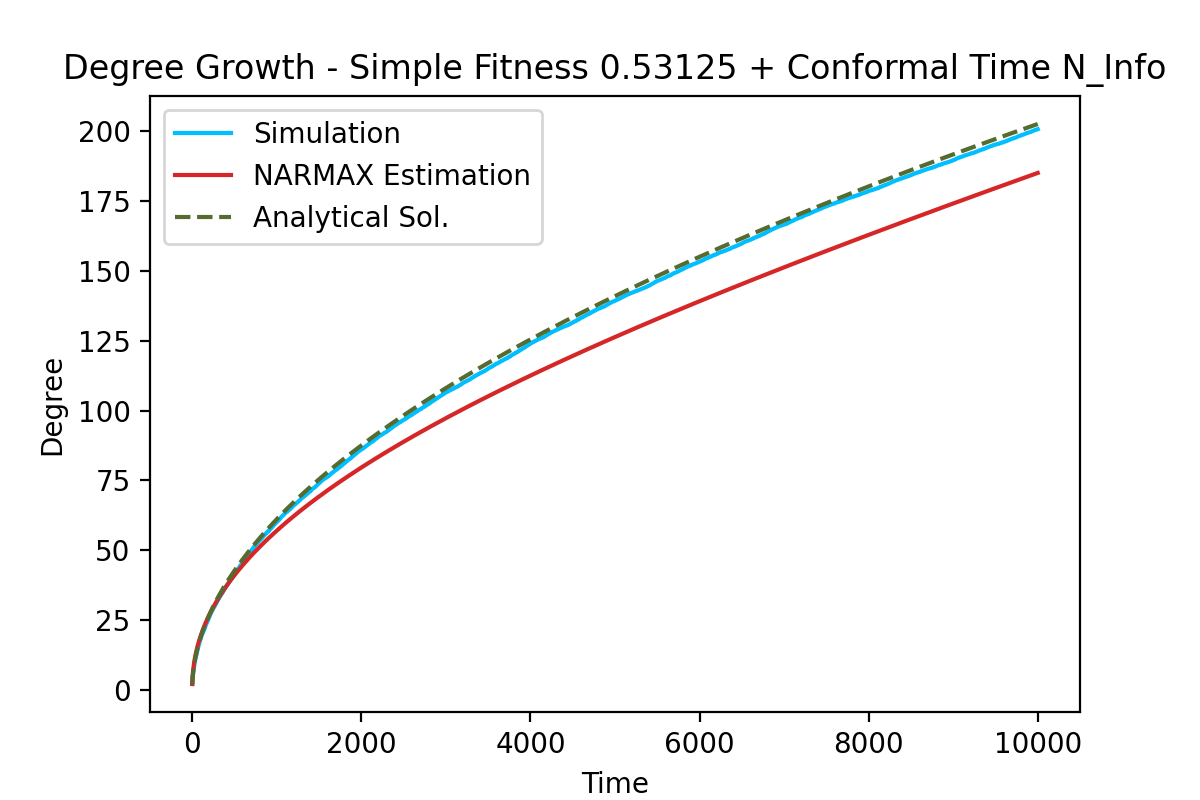 Degree Growth - Simple Fitness 0.53125 + Conformal Time N_Info
Simulation
NARMAX Estimation
Analytical Sol.
200
175
150
125
100
75
50
25
0
Degree
0 2000 4000 6000 8000 10000
Time